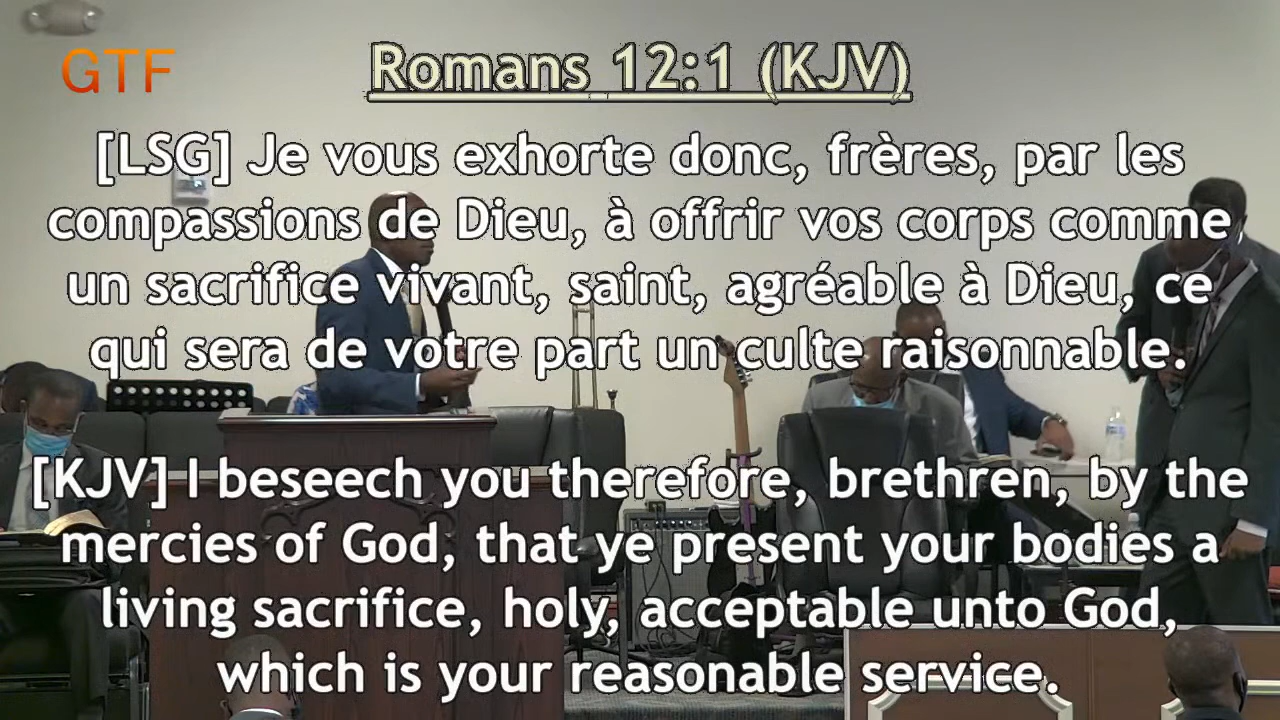 GTF
Romans 12:1 (KJV)
[LSG] Je vous exhorte donc, frères, par les
compassions de Dieu, à offrir vos corps comme
un sacrifice vivant, saint, agréable à Dieu, ce
qui sera de votre part un culte raisonnable.
[KJV] I beseech you therefore, brethren, by the
mercies of God, that ye present your bodies a
living sacrifice, holy, acceptable unto God,
which is your reasonable service.